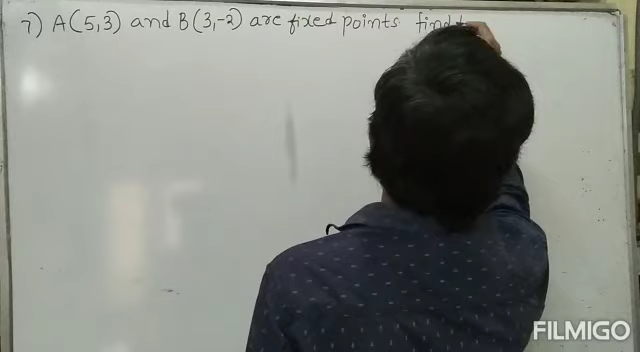 7) A(5,3) and B(3,-2) are fixed points find
FILMIGO